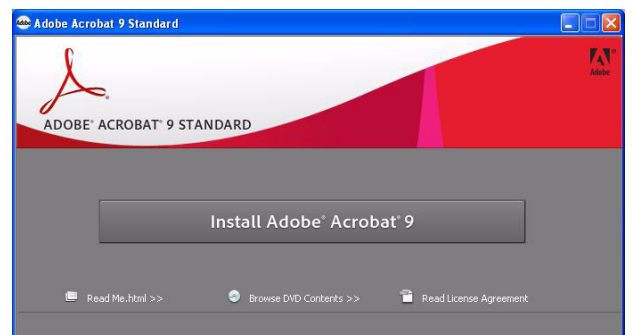 Adobe Adobe Acrobat 9 Standard
Adobe
ADOBE® ACROBAT® 9 STANDARD
Install Adobe® Acrobat® 9
Read Me.html >>
Browse DVD Contents >>
Read License Agreement